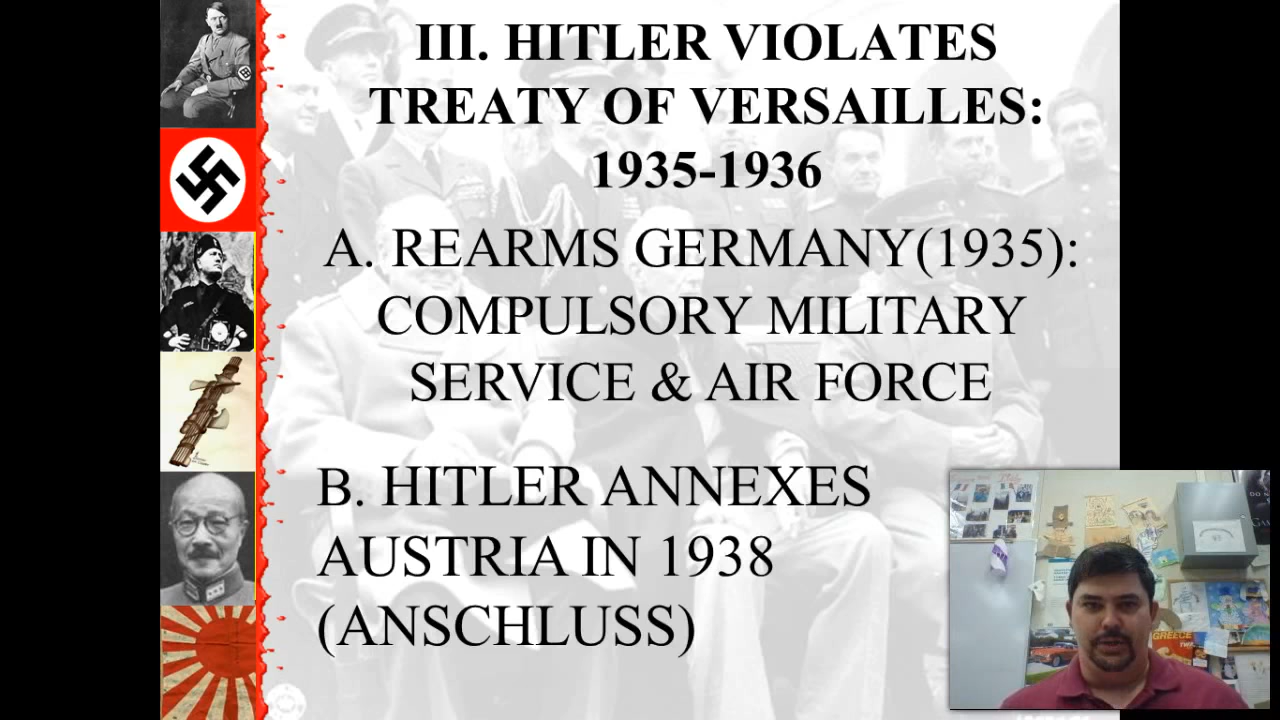 III. HITLER VIOLATES
TREATY OF VERSAILLES:
1935-1936
A. REARMS GERMANY(1935):
COMPULSORY MILITARY
SERVICE & AIR FORCE
B. HITLER ANNEXES
AUSTRIA IN 1938
(ANSCHLUSS)
GREECE